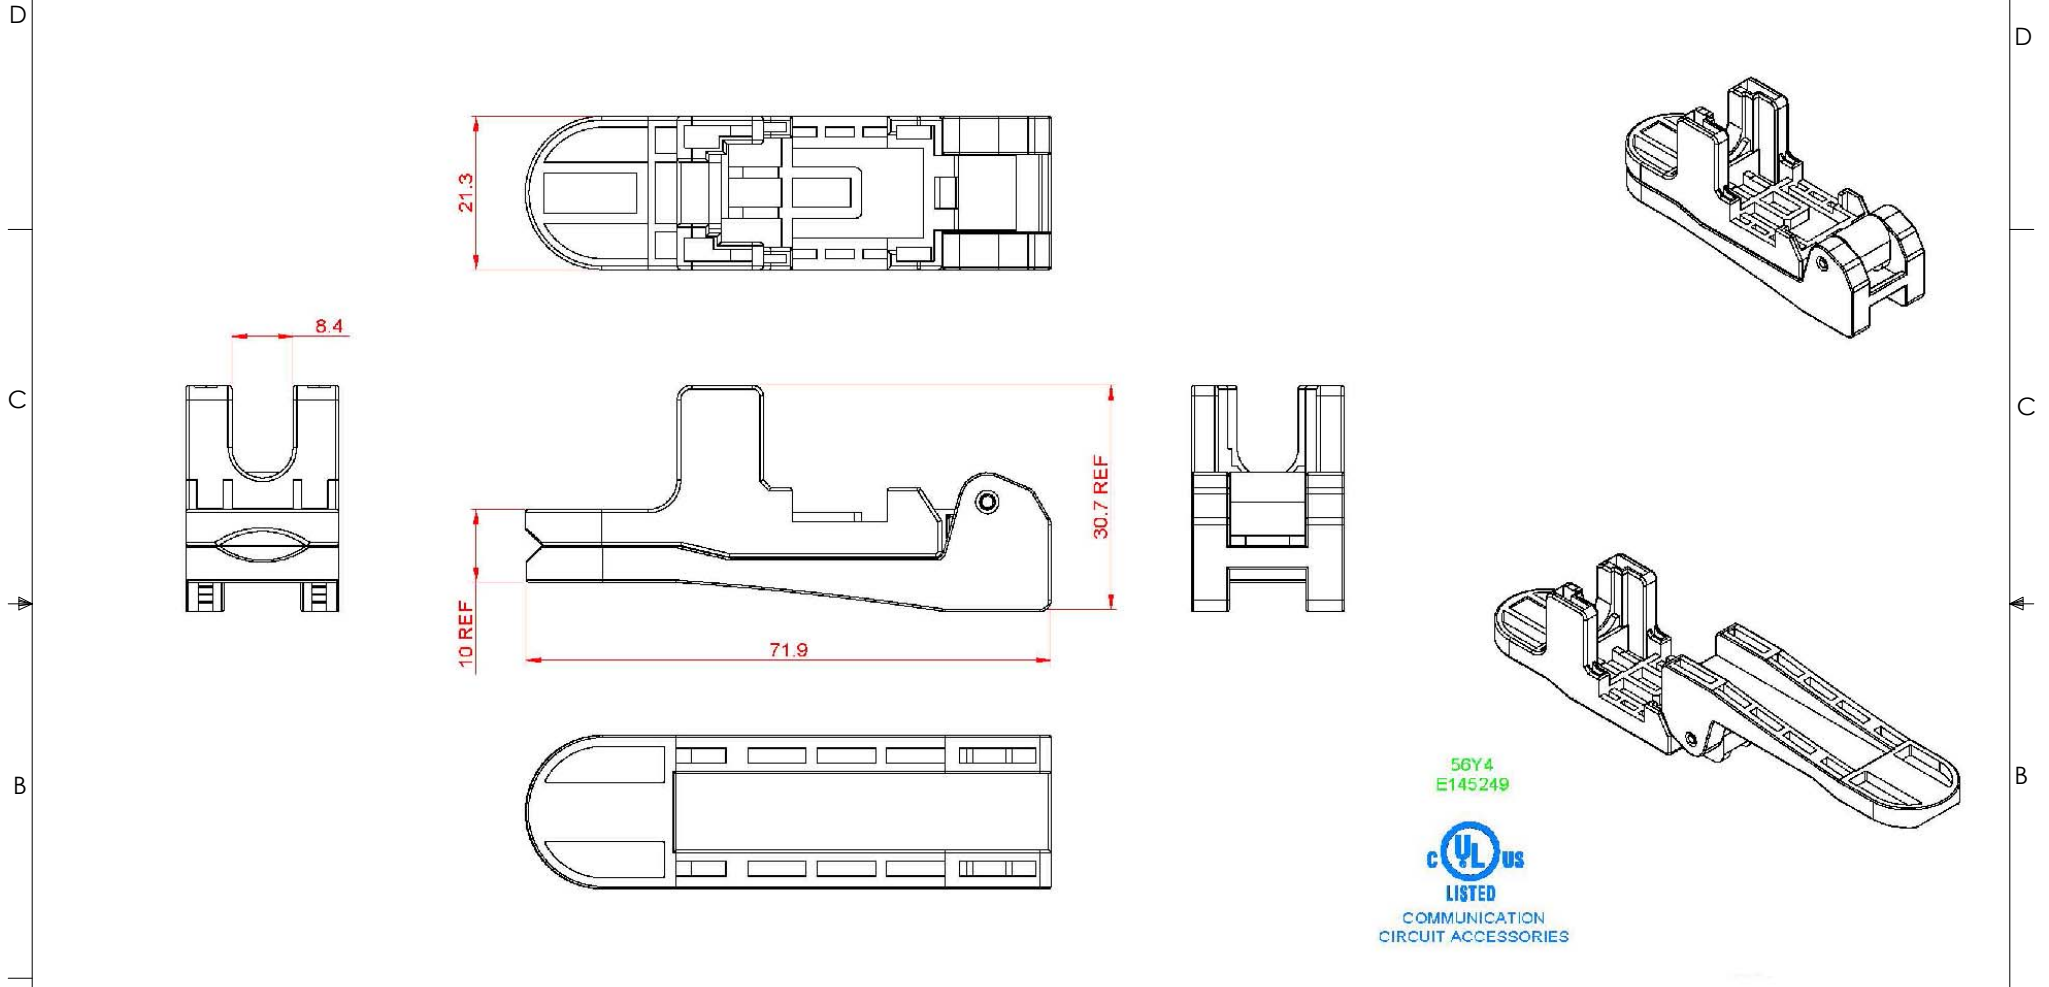 D
D
21.3
8.4
C
C
30.7 REF
10 REF
71.9
56Y4
E145249
B
B
C UL US
LISTED
COMMUNICATION
CIRCUIT ACCESSORIES